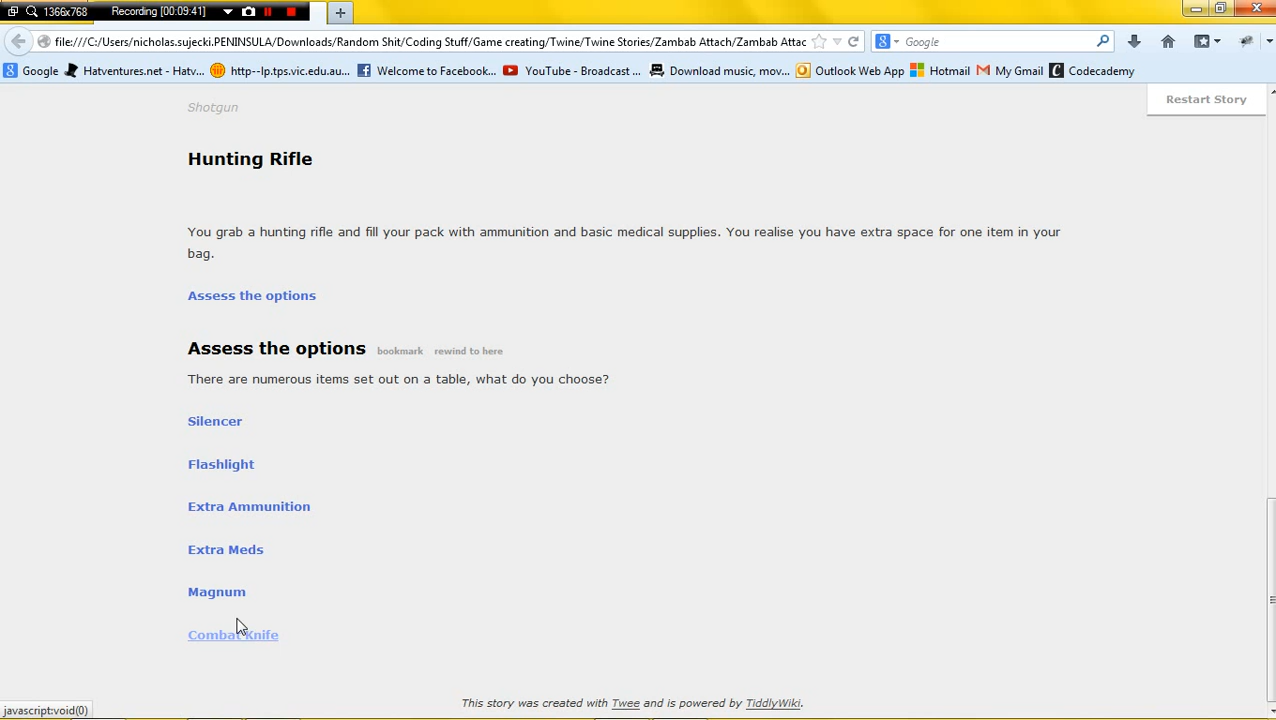 1366x768 Recording [00:09:41]
file:///C:/Users/nicholas.sujecki.PENINSULA/Downloads/Random Shit/Coding Stuff/Game Creating/Twine/Twine Stories/Zambab Attach/Zambab Attac
Google
Google Hatventures.net - Hatv... http--lp.tps.vic.edu.au... Welcome to Facebook... YouTube - Broadcast ... Download music, mov... Outlook Web App Hotmail My Gmail Codecademy
Restart Story
Shotgun
Hunting Rifle
You grab a hunting rifle and fill your pack with ammunition and basic medical supplies. You realise you have extra space for one item in your
bag.
Assess the options
Assess the options bookmark rewind to here
There are numerous items set out on a table, what do you choose?
Silencer
Flashlight
Extra Ammunition
Extra Meds
Magnum
Combat Knife
This story was created with Twee and is powered by TiddlyWiki.
javascript:void(0)